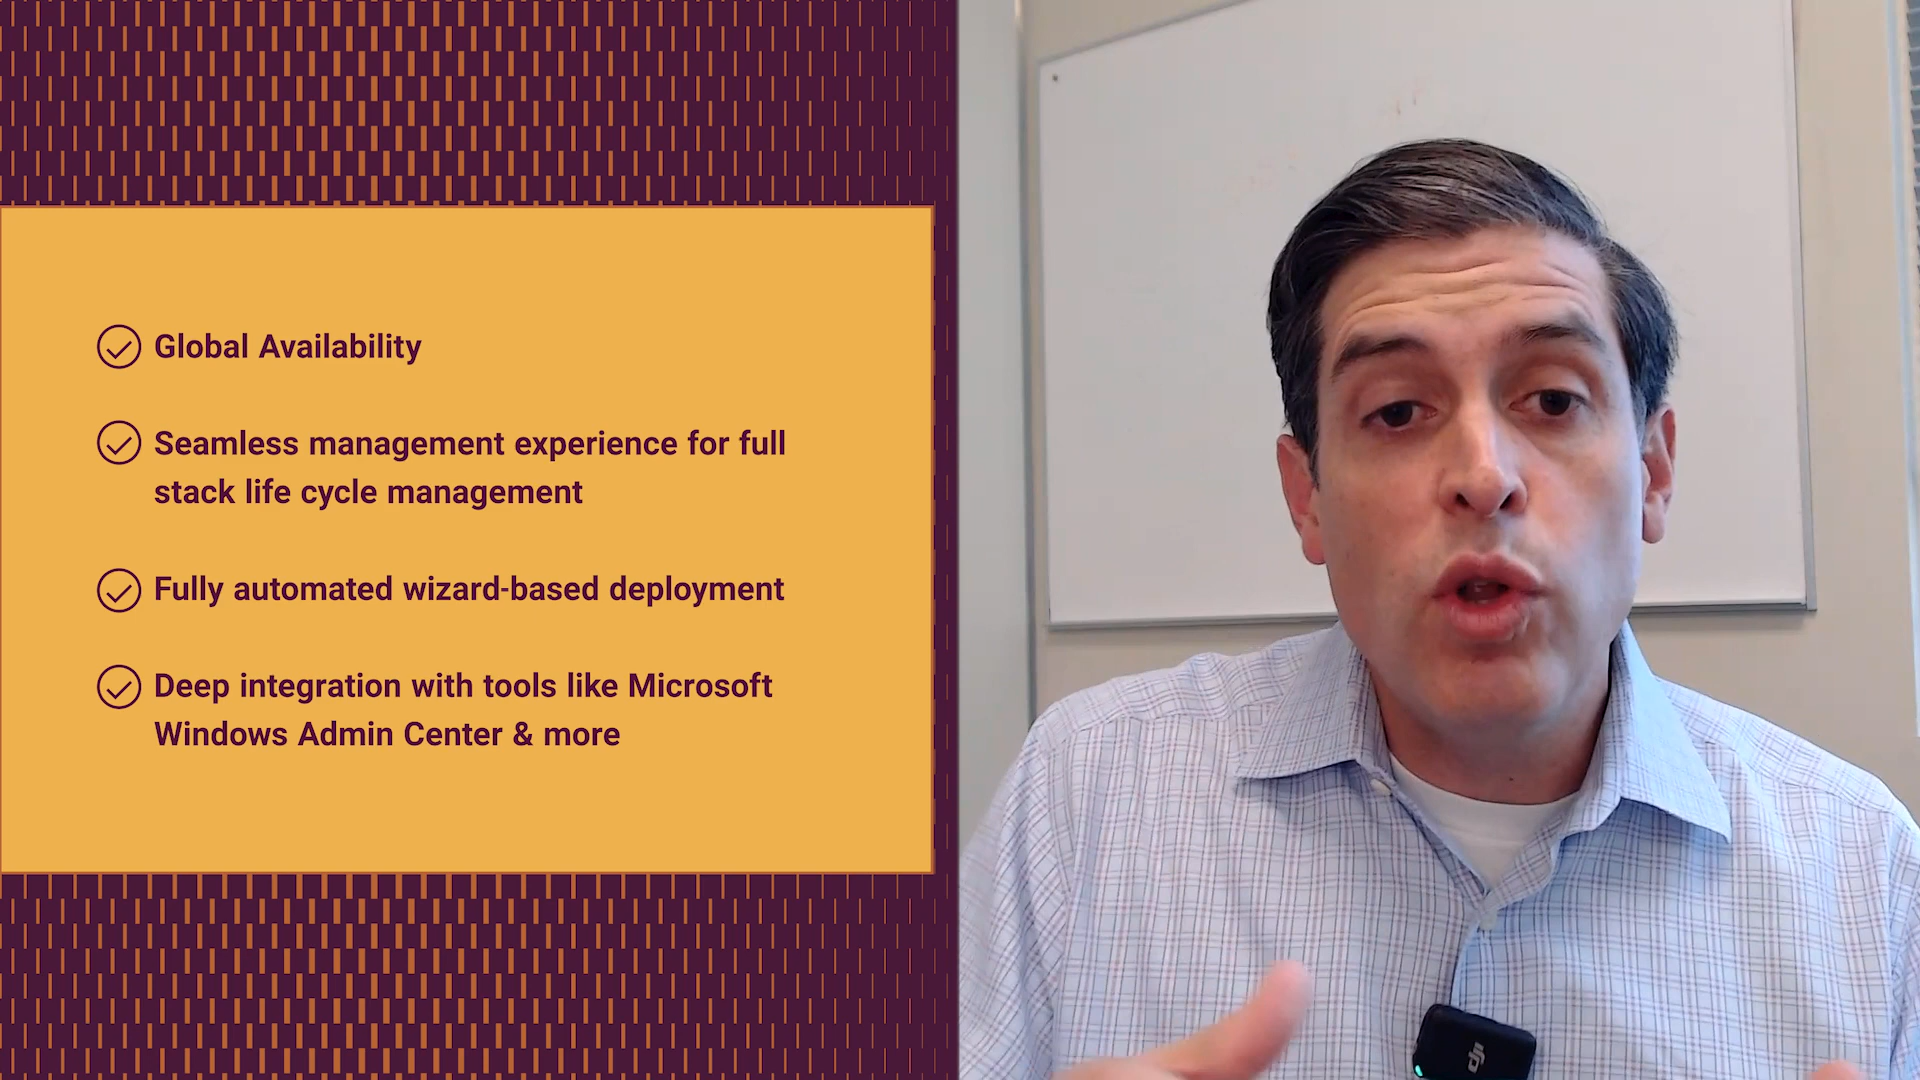 Global Availability
Seamless management experience for full
stack life cycle management
Fully automated wizard-based deployment
Deep integration with tools like Microsoft
Windows Admin Center & more
dji